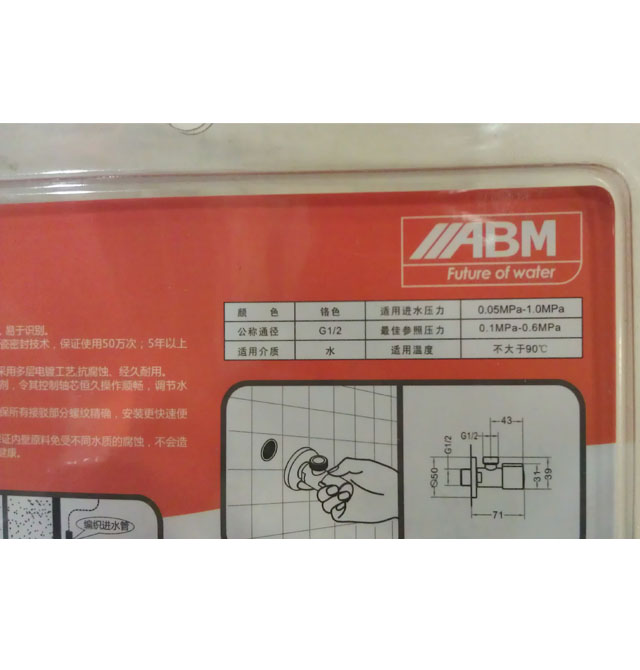 ///ABM
Future of water
颜 色 铬色 适用进水压力 0.05MPa-1.0MPa
公称通径 G1/2 最佳参照压力 0.1MPa-0.6MPa
适用介质 水 适用温度 不大于90℃
，易于识别。
瓷密封技术，保证使用50万次；5年以上
采用多层电镀工艺,抗腐蚀、经久耐用。
剂，令其控制轴芯恒久操作顺畅，调节水
保所有接驳部分螺纹精确，安装更快速便
保证内壁原料免受不同水质的腐蚀，不会造
健康。
编织进水管
43
G1/2
G1/2
∅50
31
39
71